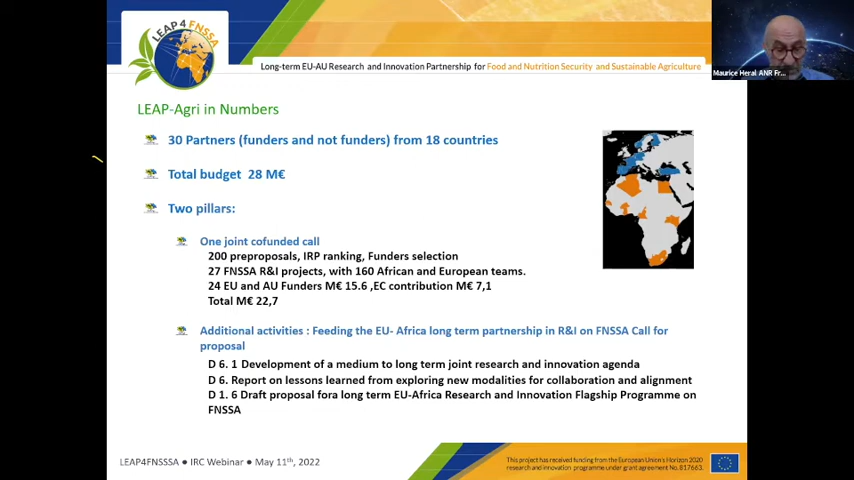 LEAP 4 FNSSA
Maurice Heral ANR Fr...
Long-term EU-AU Research and Innovation Partnership for Food and Nutrition Security and Sustainable Agriculture
LEAP-Agri in Numbers
30 Partners (funders and not funders) from 18 countries
Total budget 28 M€
Two pillars:
One joint cofunded call
200 preproposals, IRP ranking, Funders selection
27 FNSSA R&I projects, with 160 African and European teams.
24 EU and AU Funders M€ 15.6 ,EC contribution M€ 7,1
Total M€ 22,7
Additional activities : Feeding the EU- Africa long term partnership in R&I on FNSSA Call for
proposal
D 6. 1 Development of a medium to long term joint research and innovation agenda
D 6. Report on lessons learned from exploring new modalities for collaboration and alignment
D 1. 6 Draft proposal fora long term EU-Africa Research and Innovation Flagship Programme on
FNSSA
LEAP4FNSSSA ● IRC Webinar ● May 11th, 2022
This project has received funding from the European Union's Horizon 2020
research and innovation programme under grant agreement No. 817663.